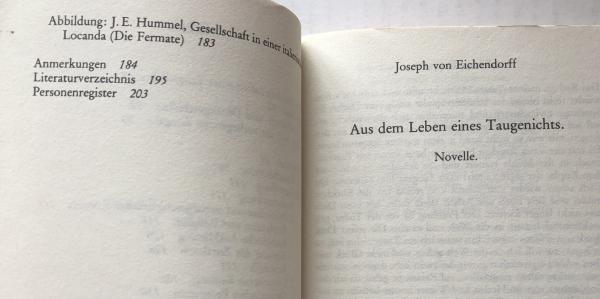 Abbildung: J. E. Hummel, Gesellschaft in einer
Locanda (Die Fermate) 183
Anmerkungen 184
Literaturverzeichnis 195
Personenregister 203
Joseph von Eichendorff
Aus dem Leben eines Taugenichts.
Novelle.